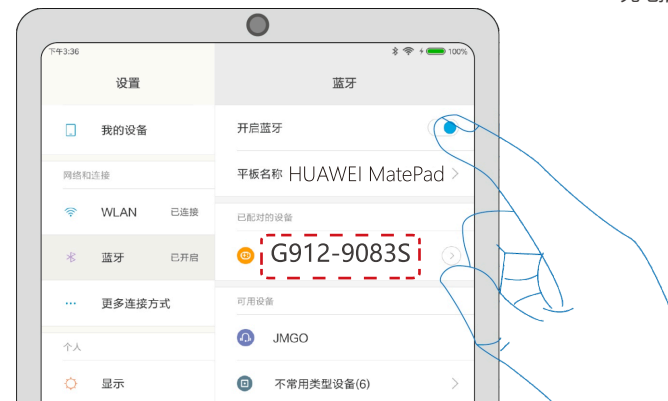 下午3:36
100%
设置
蓝牙
我的设备
开启蓝牙
网络和连接
平板名称 HUAWEI MatePad
WLAN 已连接
已配对的设备
蓝牙 已开启
G912-9083S
更多连接方式
可用设备
个人
JMGO
显示
不常用类型设备(6)